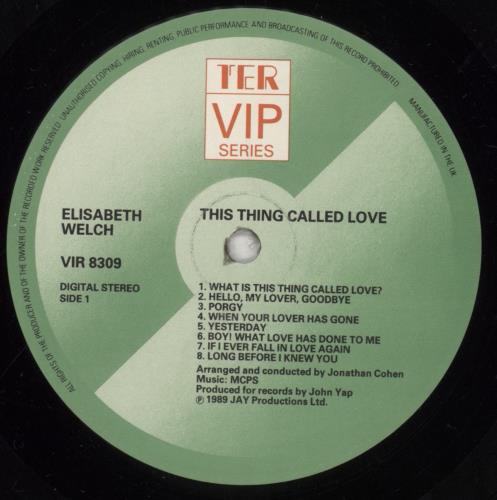 ALL RIGHTS OF THE PRODUCER AND OF THE OWNER OF THE RECORDED WORK RESERVED. UNAUTHORISED COPYING, HIRING, RENTING, PUBLIC PERFORMANCE AND BROADCASTING OF THIS RECORD PROHIBITED.
MANUFACTURED IN THE UK
TER
VIP
SERIES
ELISABETH
WELCH
VIR 8309
DIGITAL STEREO
SIDE 1
THIS THING CALLED LOVE
1. WHAT IS THIS THING CALLED LOVE?
2. HELLO, MY LOVER, GOODBYE
3. PORGY
4. WHEN YOUR LOVER HAS GONE
5. YESTERDAY
6. BOY! WHAT LOVE HAS DONE TO ME
7. IF I EVER FALL IN LOVE AGAIN
8. LONG BEFORE I KNEW YOU
Arranged and conducted by Jonathan Cohen
Music: MCPS
Produced for records by John Yap
℗ 1989 JAY Productions Ltd.